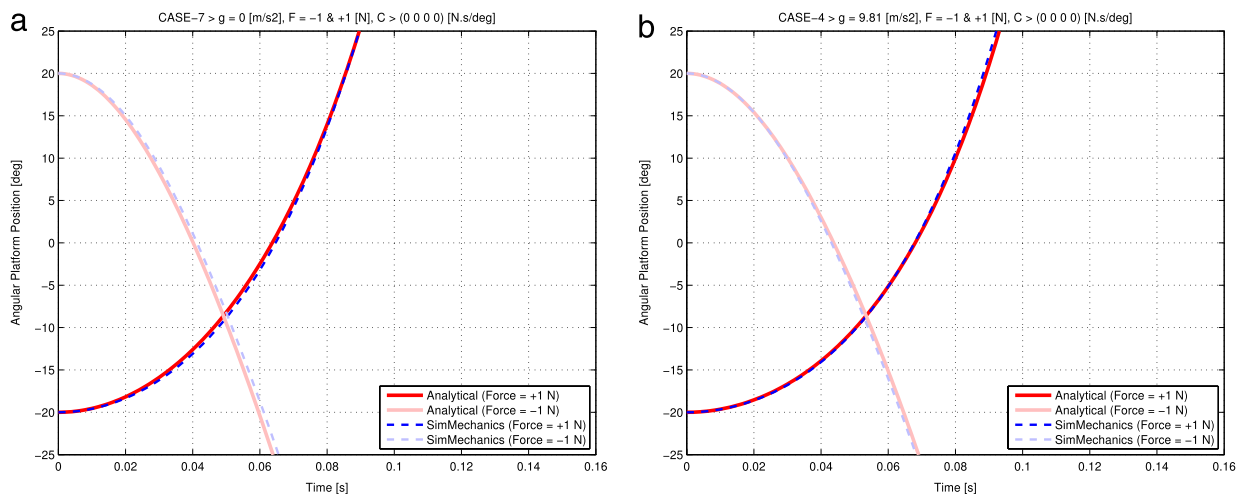 a
CASE−7 > g = 0 [m/s2], F = −1 & +1 [N], C > (0 0 0 0) [N.s/deg]
25
20
15
10
5
0
−5
−10
−15
−20
−25
Angular Platform Position [deg]
0 0.02 0.04 0.06 0.08 0.1 0.12 0.14 0.16
Time [s]
Analytical (Force = +1 N)
Analytical (Force = −1 N)
SimMechanics (Force = +1 N)
SimMechanics (Force = −1 N)
b
CASE−4 > g = 9.81 [m/s2], F = −1 & +1 [N], C > (0 0 0 0) [N.s/deg]
25
20
15
10
5
0
−5
−10
−15
−20
−25
Angular Platform Position [deg]
0 0.02 0.04 0.06 0.08 0.1 0.12 0.14 0.16
Time [s]
Analytical (Force = +1 N)
Analytical (Force = −1 N)
SimMechanics (Force = +1 N)
SimMechanics (Force = −1 N)